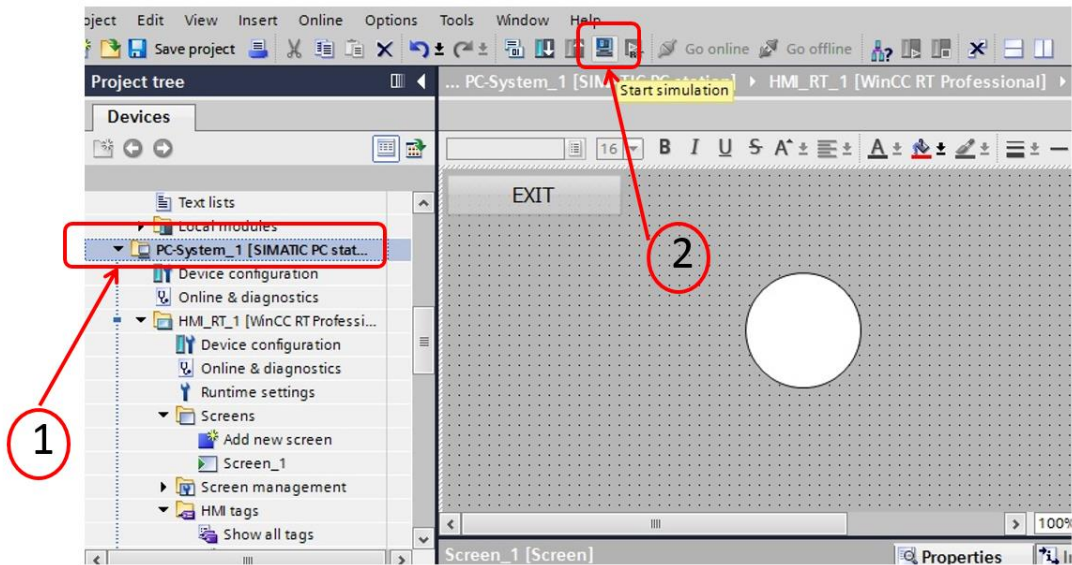 oject Edit View Insert Online Options Tools Window Help
Save project Go online Go offline
Project tree
... PC-System_1 [SIMATIC PC station] HMI_RT_1 [WinCC RT Professional]
Start simulation
Devices
16 B I U S A A
Text lists
EXIT
Local modules
PC-System_1 [SIMATIC PC stat...
2
Device configuration
Online & diagnostics
HMI_RT_1 [WinCC RT Professi...
Device configuration
Online & diagnostics
Runtime settings
Screens
1
Add new screen
Screen_1
Screen management
HMI tags
Show all tags
100%
Screen_1 [Screen]
Properties